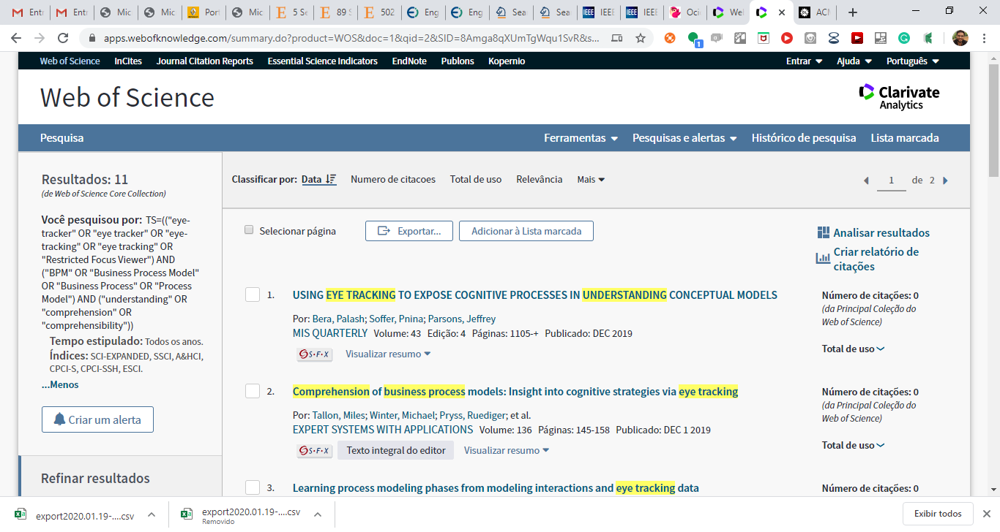 Entr
Entr
Mic
Mic
Port
Mic
5 Se
89 S
502
Eng
Eng
Sea
Sea
IEEE
IEEE
Ocio
We
ACM
apps.webofknowledge.com/summary.do?product=WOS&doc=1&qid=2&SID=8Amga8qXUmTgWqu1SvR&s...
Web of Science InCites Journal Citation Reports Essential Science Indicators EndNote Publons Kopernio Entrar Ajuda Português
Web of Science
Clarivate
Analytics
Pesquisa Ferramentas Pesquisas e alertas Histórico de pesquisa Lista marcada
Resultados: 11
(de Web of Science Core Collection)
Você pesquisou por: TS=(("eye-
tracker" OR "eye tracker" OR "eye-
tracking" OR "eye tracking" OR
"Restricted Focus Viewer") AND
("BPM" OR "Business Process Model"
OR "Business Process" OR "Process
Model") AND ("understanding" OR
"comprehension" OR
"comprehensibility"))
Tempo estipulado: Todos os anos.
Índices: SCI-EXPANDED, SSCI, A&HCI,
CPCI-S, CPCI-SSH, ESCI.
...Menos
Criar um alerta
Refinar resultados
Classificar por: Data Numero de citacoes Total de uso Relevância Mais
1 de 2
Selecionar página Exportar... Adicionar à Lista marcada
Analisar resultados
Criar relatório de
citações
1. USING EYE TRACKING TO EXPOSE COGNITIVE PROCESSES IN UNDERSTANDING CONCEPTUAL MODELS
Por: Bera, Palash; Soffer, Pnina; Parsons, Jeffrey
MIS QUARTERLY Volume: 43 Edição: 4 Páginas: 1105-+ Publicado: DEC 2019
S·F·X Visualizar resumo
Número de citações: 0
(da Principal Coleção do
Web of Science)
Total de uso
2. Comprehension of business process models: Insight into cognitive strategies via eye tracking
Por: Tallon, Miles; Winter, Michael; Pryss, Ruediger; et al.
EXPERT SYSTEMS WITH APPLICATIONS Volume: 136 Páginas: 145-158 Publicado: DEC 1 2019
S·F·X Texto integral do editor Visualizar resumo
Número de citações: 0
(da Principal Coleção do
Web of Science)
Total de uso
3. Learning process modeling phases from modeling interactions and eye tracking data
Número de citações: 0
export2020.01.19-....csv
export2020.01.19-....csv
Removido
Exibir todos